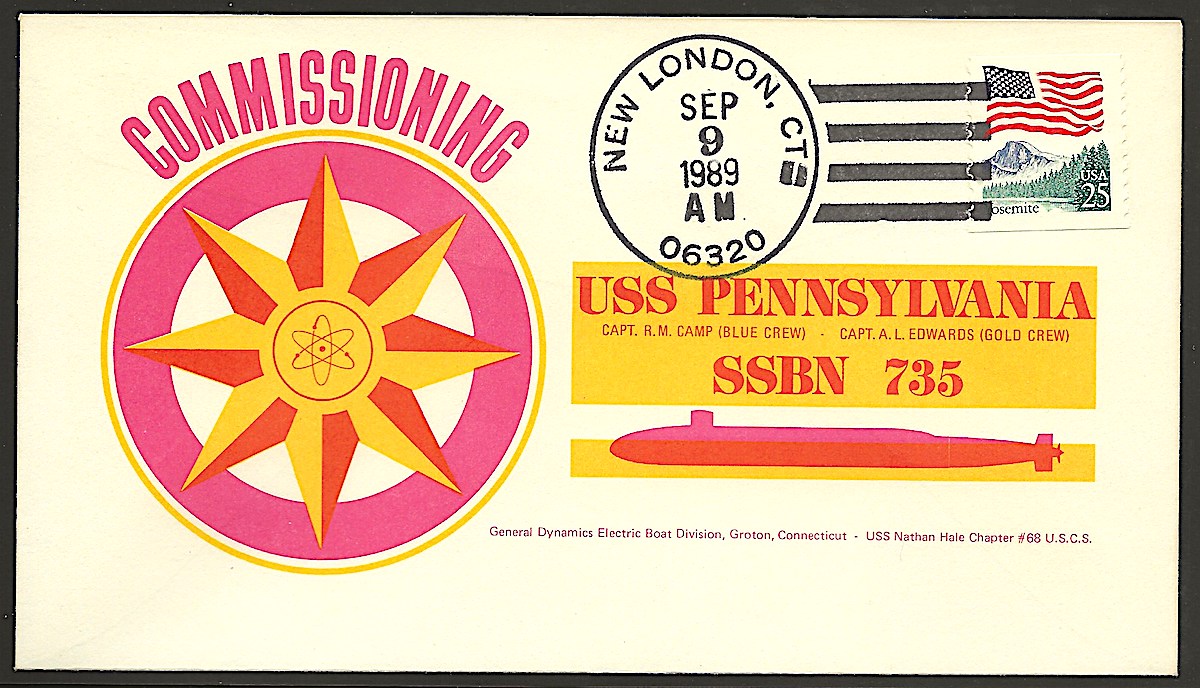 COMMISSIONING
NEW LONDON, CT
SEP
9
1989
AM
06320
USA
25
osemite
USS PENNSYLVANIA
CAPT. R.M. CAMP (BLUE CREW) - CAPT. A.L. EDWARDS (GOLD CREW)
SSBN 735
General Dynamics Electric Boat Division, Groton, Connecticut - USS Nathan Hale Chapter #68 U.S.C.S.